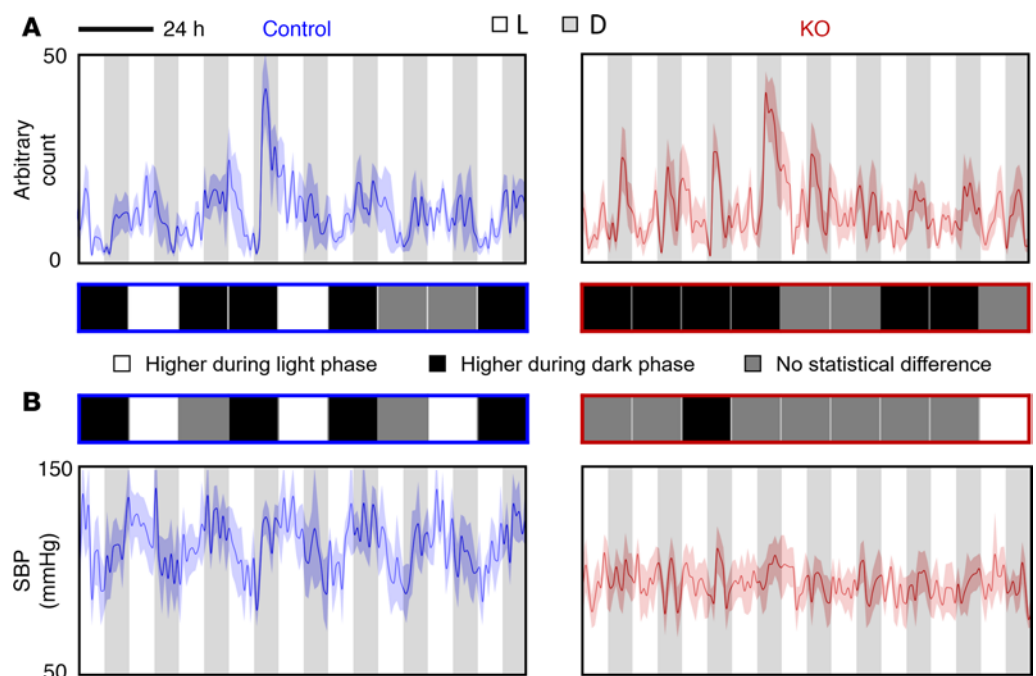 A 24 h Control L D KO
50
Arbitrary
count
0
Higher during light phase Higher during dark phase No statistical difference
B
150
SBP
(mmHg)
50